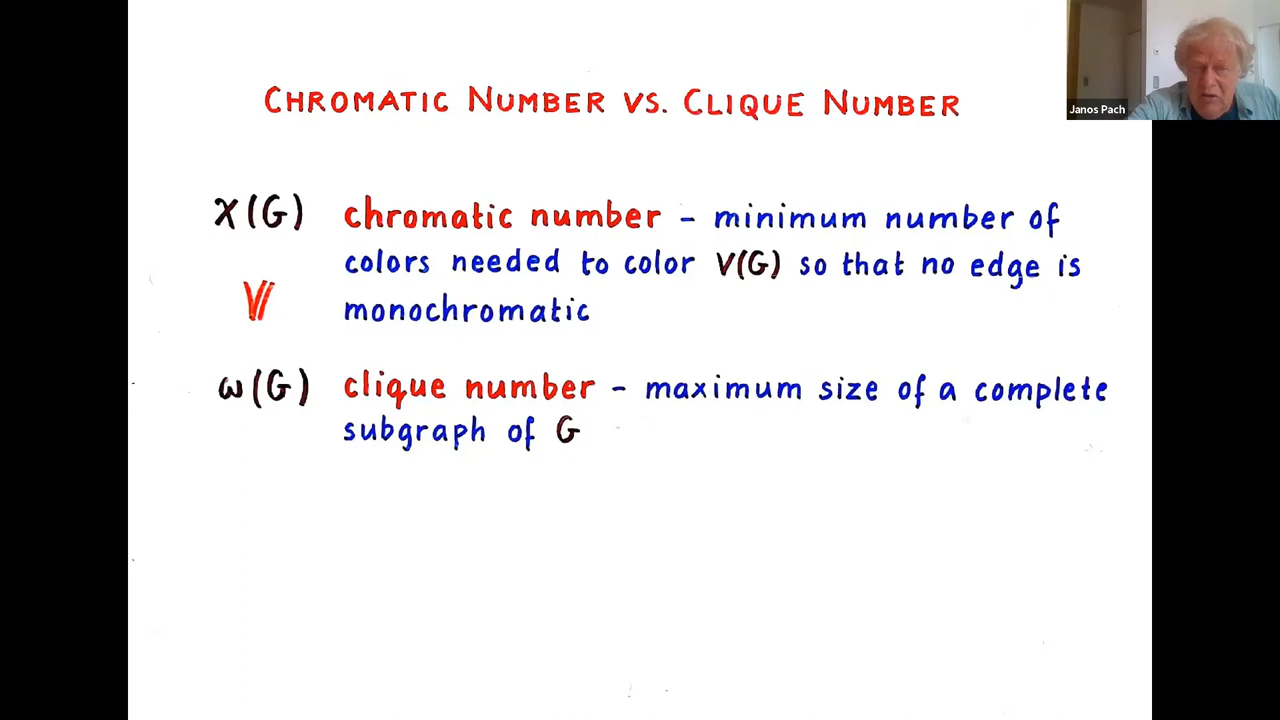 CHROMATIC NUMBER VS. CLIQUE NUMBER
Janos Pach
χ(G) chromatic number - minimum number of
colors needed to color V(G) so that no edge is
monochromatic
V/
ω(G) clique number - maximum size of a complete
subgraph of G